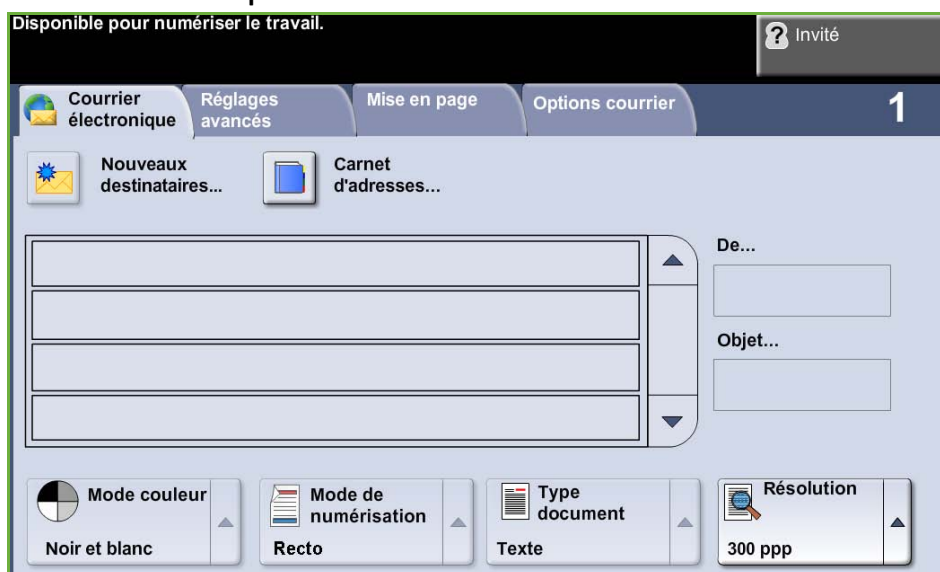 Disponible pour numériser le travail.
Invité
Courrier
électronique
Réglages
avancés
Mise en page
Options courrier
1
Nouveaux
destinataires...
Carnet
d'adresses...
De...
Objet...
Mode couleur
Noir et blanc
Mode de
numérisation
Recto
Type
document
Texte
Résolution
300 ppp